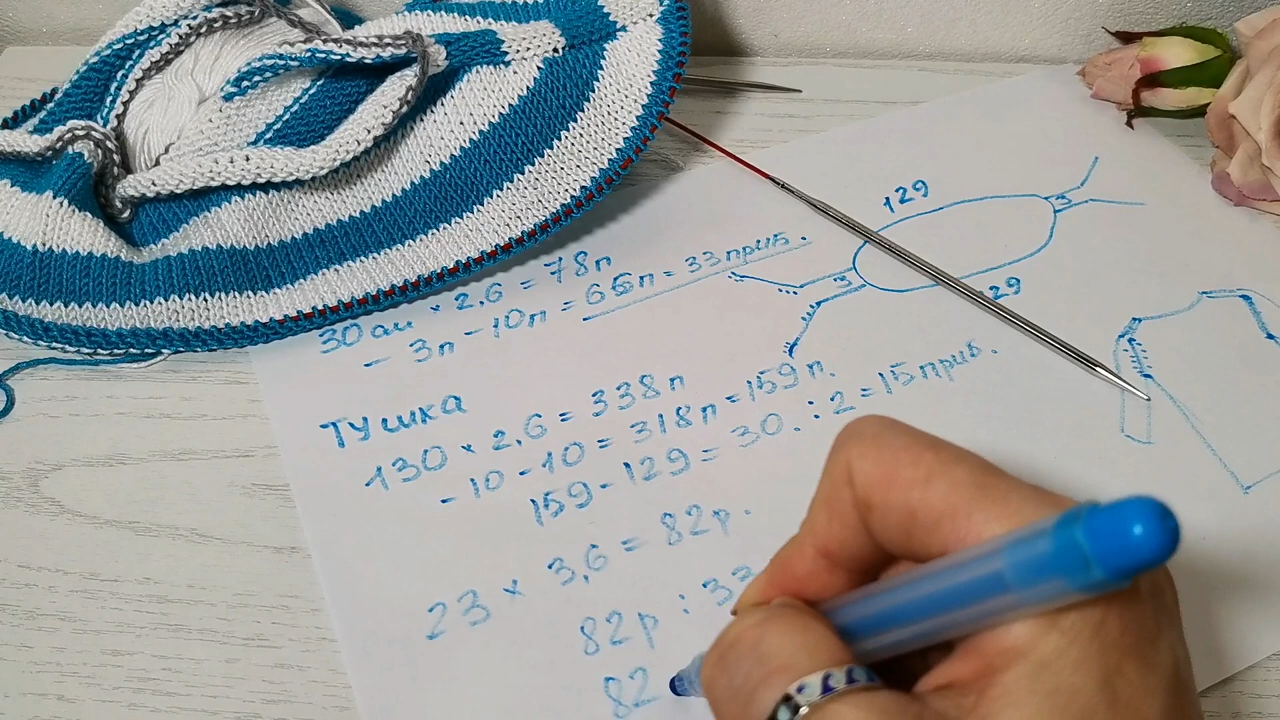 129
3
3
29
30 см × 2,6 = 78п
- 3п - 10п = 66п = 33 приб.
Тушка
130 × 2,6 = 338п
- 10 - 10 = 318п = 159п.
159 - 129 = 30. : 2 = 15 приб.
23 × 3,6 = 82р.
82р : 33
82